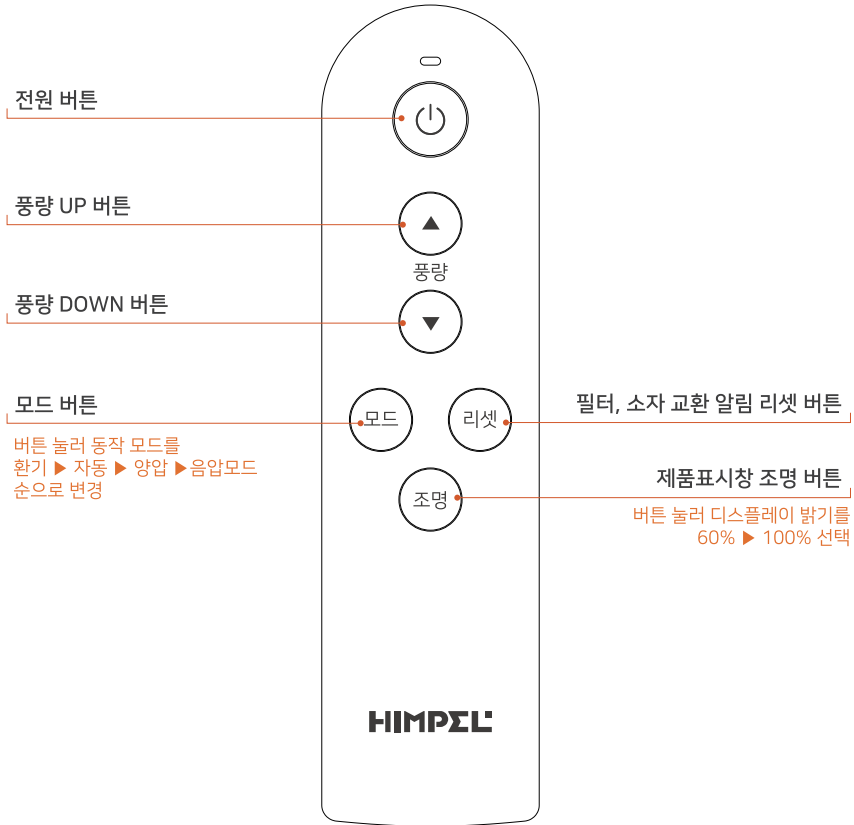 전원 버튼
풍량 UP 버튼
풍량
풍량 DOWN 버튼
모드 버튼
버튼 눌러 동작 모드를
환기 ▶ 자동 ▶ 양압 ▶음압모드
순으로 변경
모드
리셋
필터, 소자 교환 알림 리셋 버튼
조명
제품표시창 조명 버튼
버튼 눌러 디스플레이 밝기를
60% ▶ 100% 선택
HIMPEL